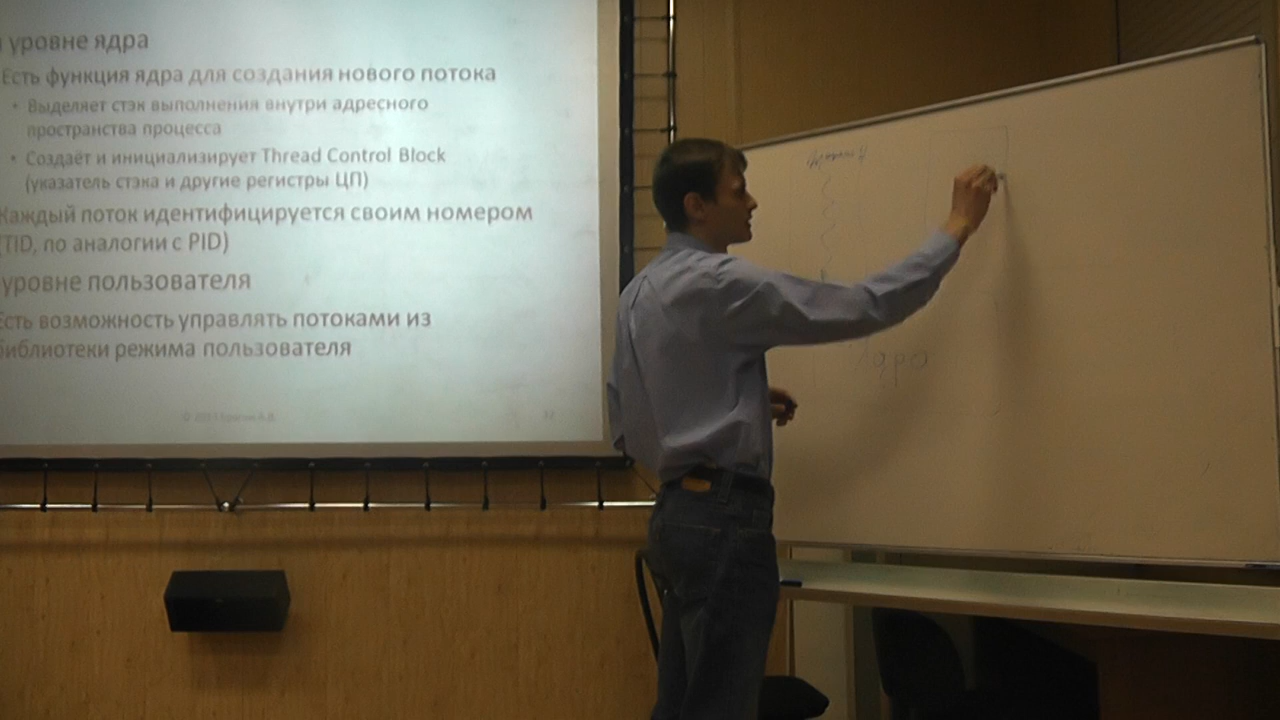 уровне ядра
Есть функция ядра для создания нового потока
• Выделяет стэк выполнения внутри адресного
пространства процесса
• Создаёт и инициализирует Thread Control Block
(указатель стэка и другие регистры ЦП)
Каждый поток идентифицируется своим номером
(TID, по аналогии с PID)
уровне пользователя
Есть возможность управлять потоками из
библиотеки режима пользователя
22
Ядро